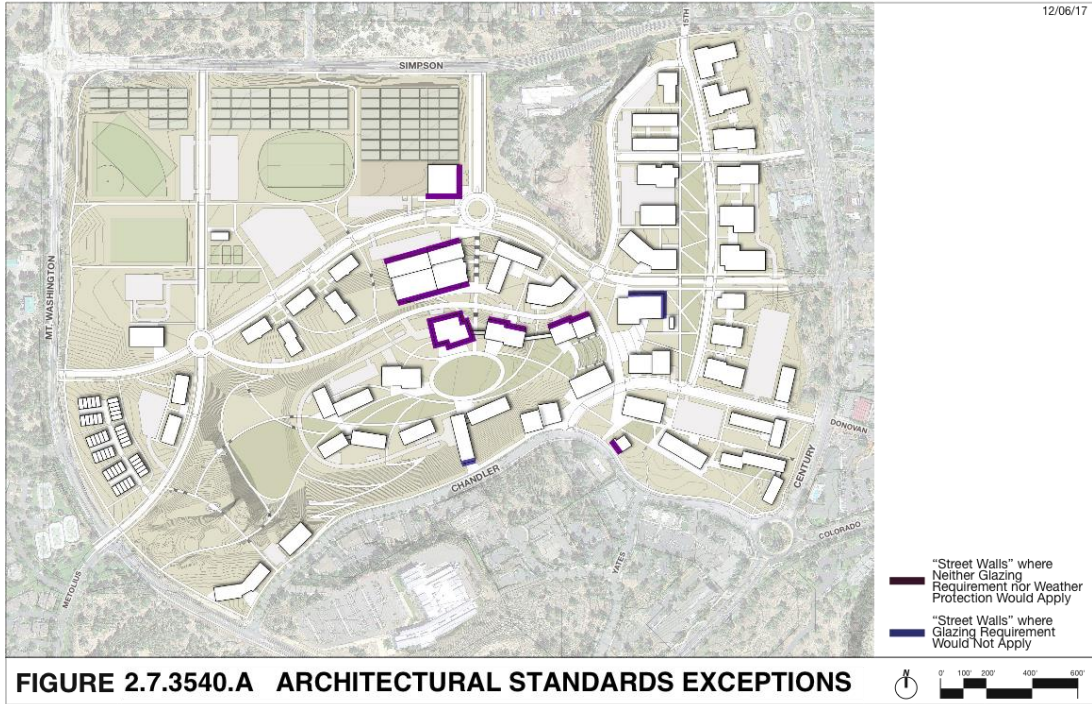 12/06/17
15TH
SIMPSON
MT. WASHINGTON
DONOVAN
CENTURY
CHANDLER
COLORADO
YATES
METOLIUS
"Street Walls" where
Neither Glazing
Requirement nor Weather
Protection Would Apply
"Street Walls" where
Glazing Requirement
Would Not Apply
FIGURE 2.7.3540.A ARCHITECTURAL STANDARDS EXCEPTIONS
N
0' 100' 200' 400' 600'